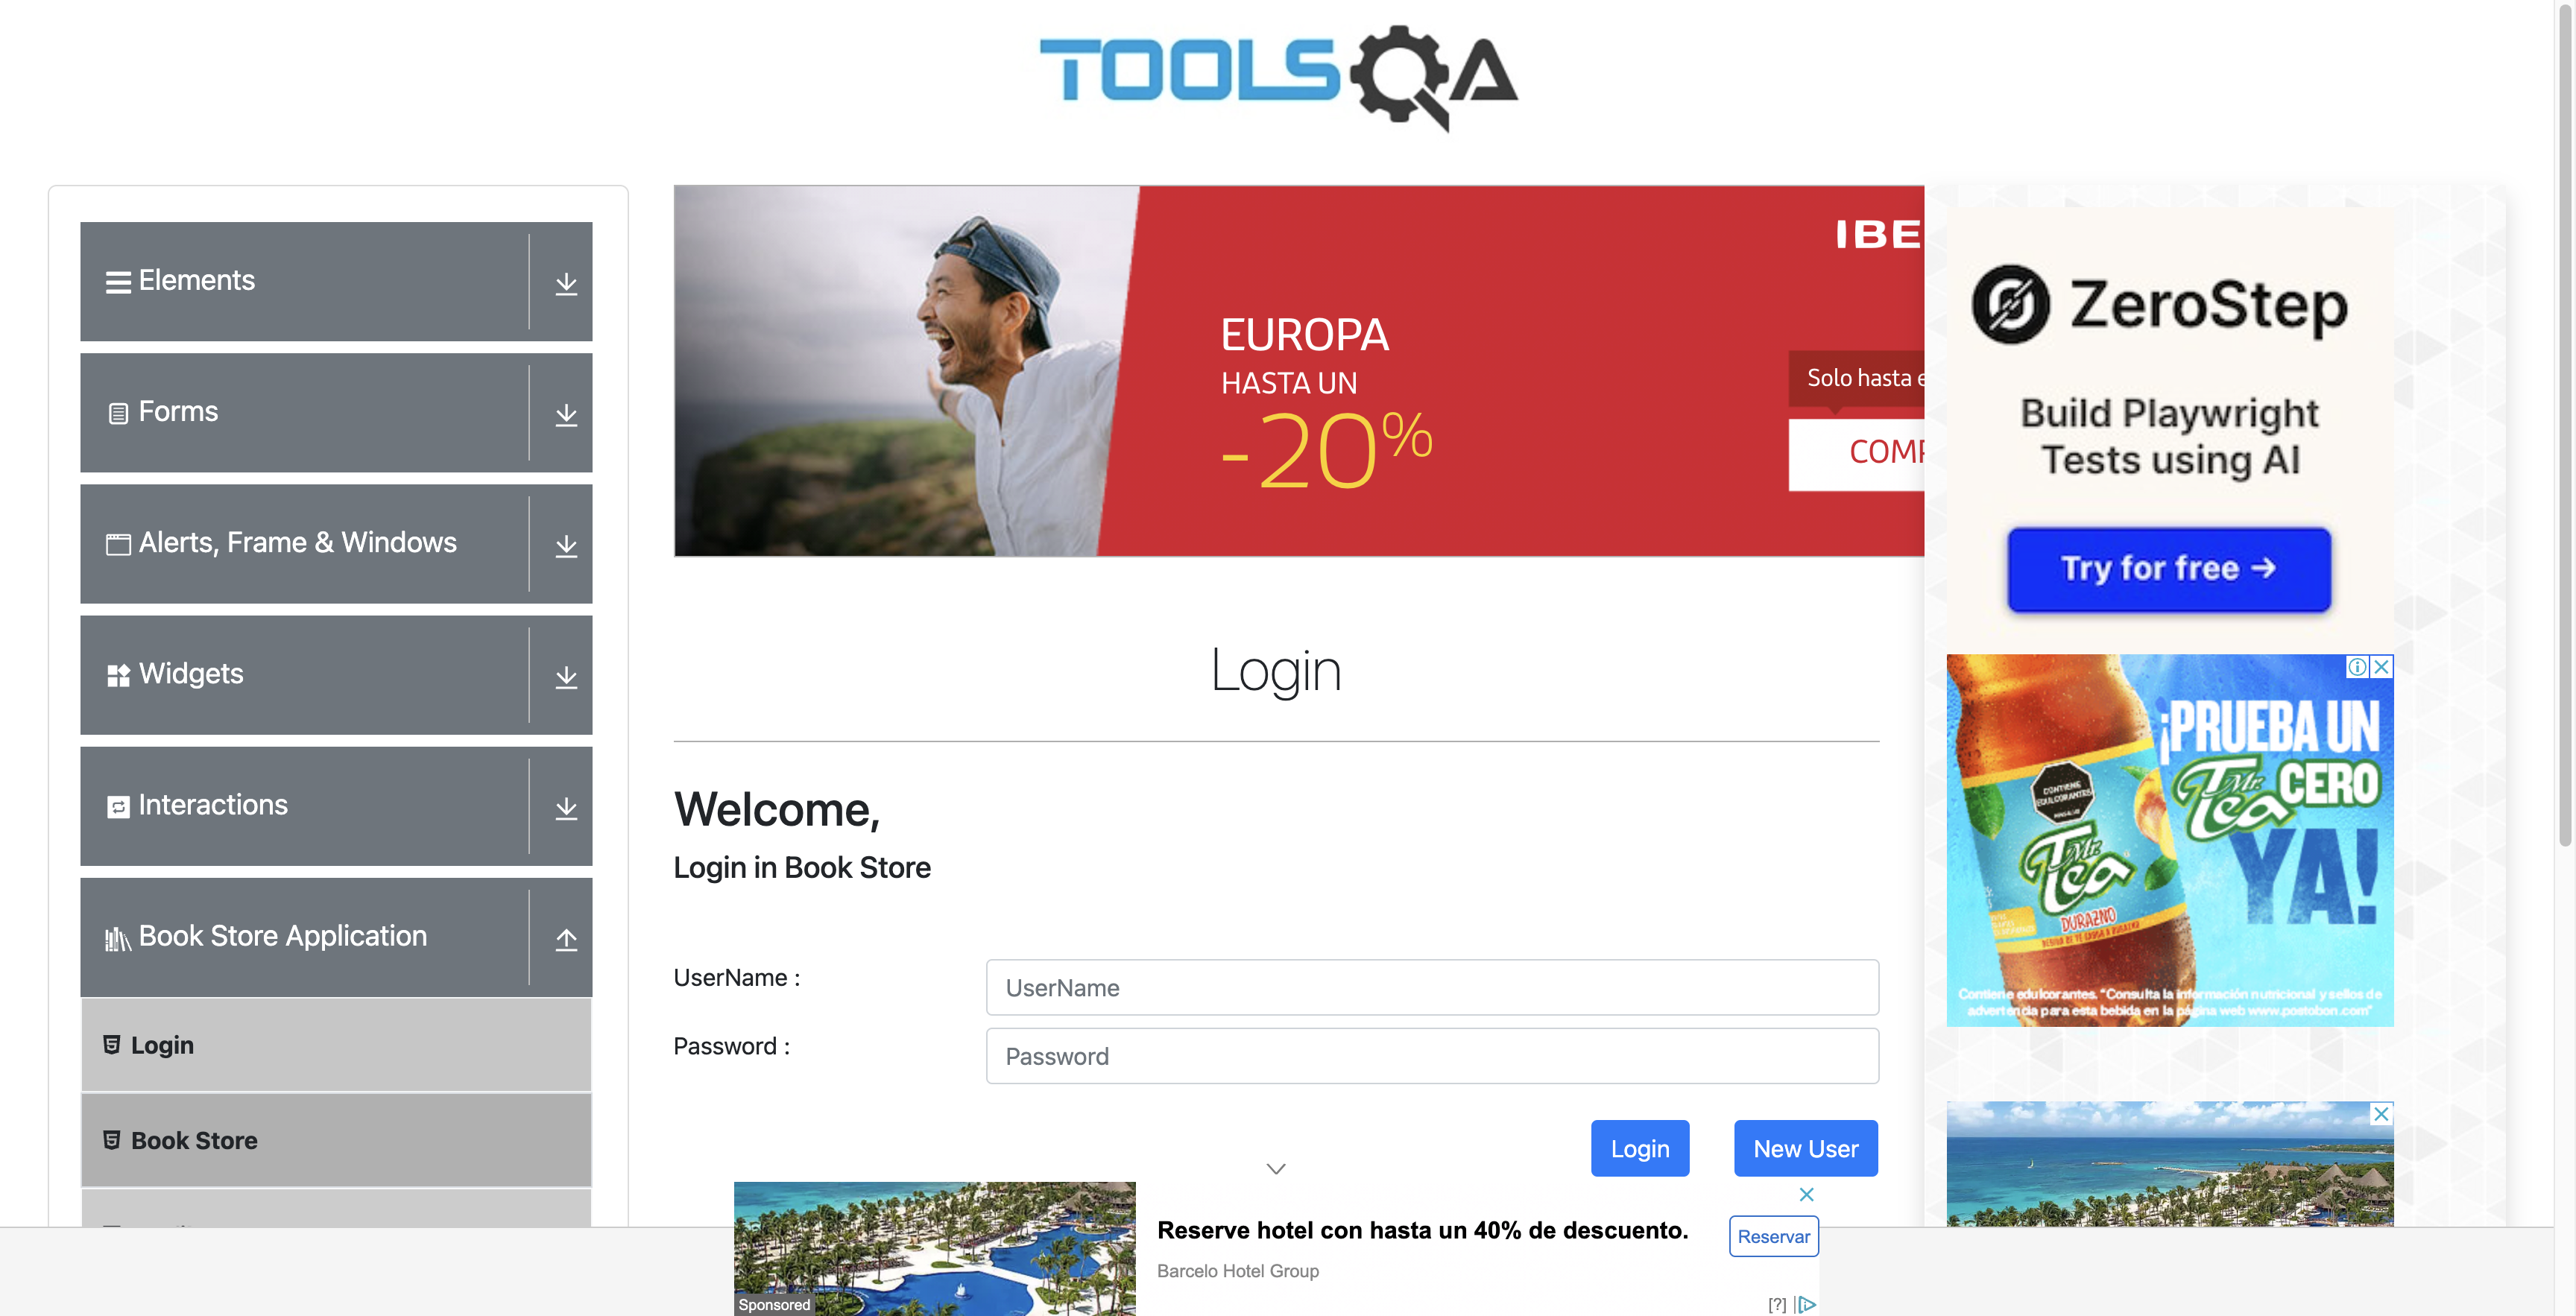 TOOLSQA
Elements
Forms
Alerts, Frame & Windows
Widgets
Interactions
Book Store Application
Login
Book Store
IBE
EUROPA
HASTA UN
-20%
Solo hasta e
COMP
Login
Welcome,
Login in Book Store
UserName :
UserName
Password :
Password
Login
New User
ZeroStep
Build Playwright
Tests using AI
Try for free →
¡PRUEBA UN
Mr. Tea CERO
YA!
CONTIENE
EDULCORANTES
Mr. Tea
DURAZNO
Contiene edulcorantes. "Consulta la información nutricional y sellos de
advertencia para esta bebida en la página web www.postobon.com"
Reserve hotel con hasta un 40% de descuento.
Barcelo Hotel Group
Reservar
Sponsored
[?]